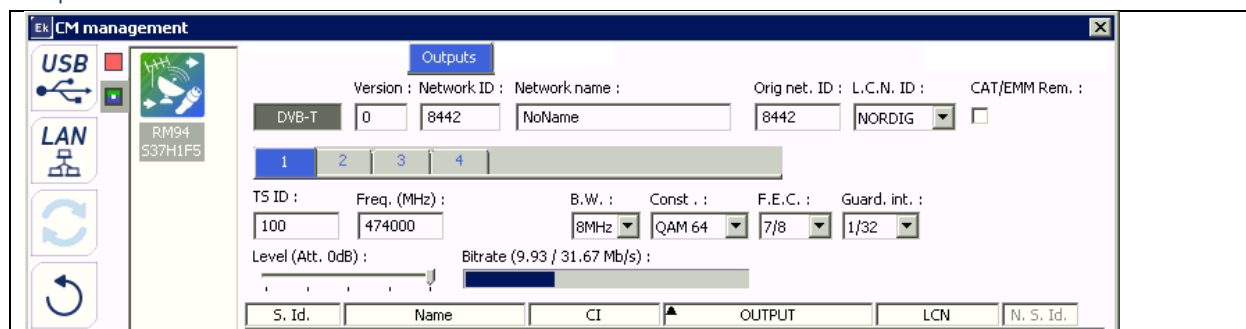 Ek CM management
USB
LAN
RM94
S37H1F5
Outputs
Version : Network ID : Network name : Orig net. ID : L.C.N. ID : CAT/EMM Rem. :
DVB-T 0 8442 NoName 8442 NORDIG
1 2 3 4
TS ID : Freq. (MHz) : B.W. : Const . : F.E.C. : Guard. int. :
100 474000 8MHz QAM 64 7/8 1/32
Level (Att. 0dB) : Bitrate (9.93 / 31.67 Mb/s) :
S. Id. Name CI OUTPUT LCN N. S. Id.